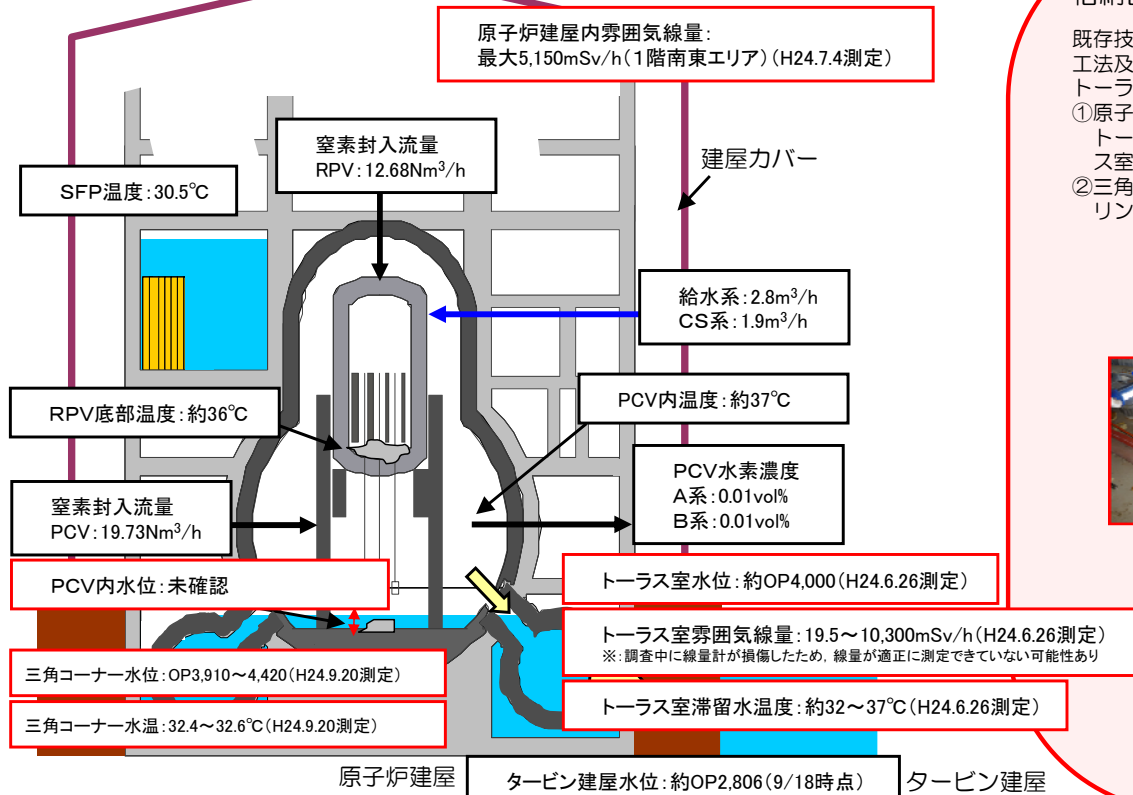 原子炉建屋内雰囲気線量：
最大5,150mSv/h（１階南東エリア）（H24.7.4測定）
既存技
工法及
トーラ
①原子
トー
ス室
②三角
リン
窒素封入流量
RPV：12.68Nm³/h
建屋カバー
SFP温度：30.5℃
給水系：2.8m³/h
CS系：1.9m³/h
RPV底部温度：約36℃
PCV内温度：約37℃
PCV水素濃度
A系：0.01vol%
B系：0.01vol%
窒素封入流量
PCV：19.73Nm³/h
PCV内水位：未確認
トーラス室水位：約OP4,000（H24.6.26測定）
トーラス室雰囲気線量：19.5～10,300mSv/h（H24.6.26測定）
※：調査中に線量計が損傷したため，線量が適正に測定できていない可能性あり
三角コーナー水位：OP3,910～4,420（H24.9.20測定）
トーラス室滞留水温度：約32～37℃（H24.6.26測定）
三角コーナー水温：32.4～32.6℃（H24.9.20測定）
原子炉建屋
タービン建屋水位：約OP2,806（9/18時点）
タービン建屋